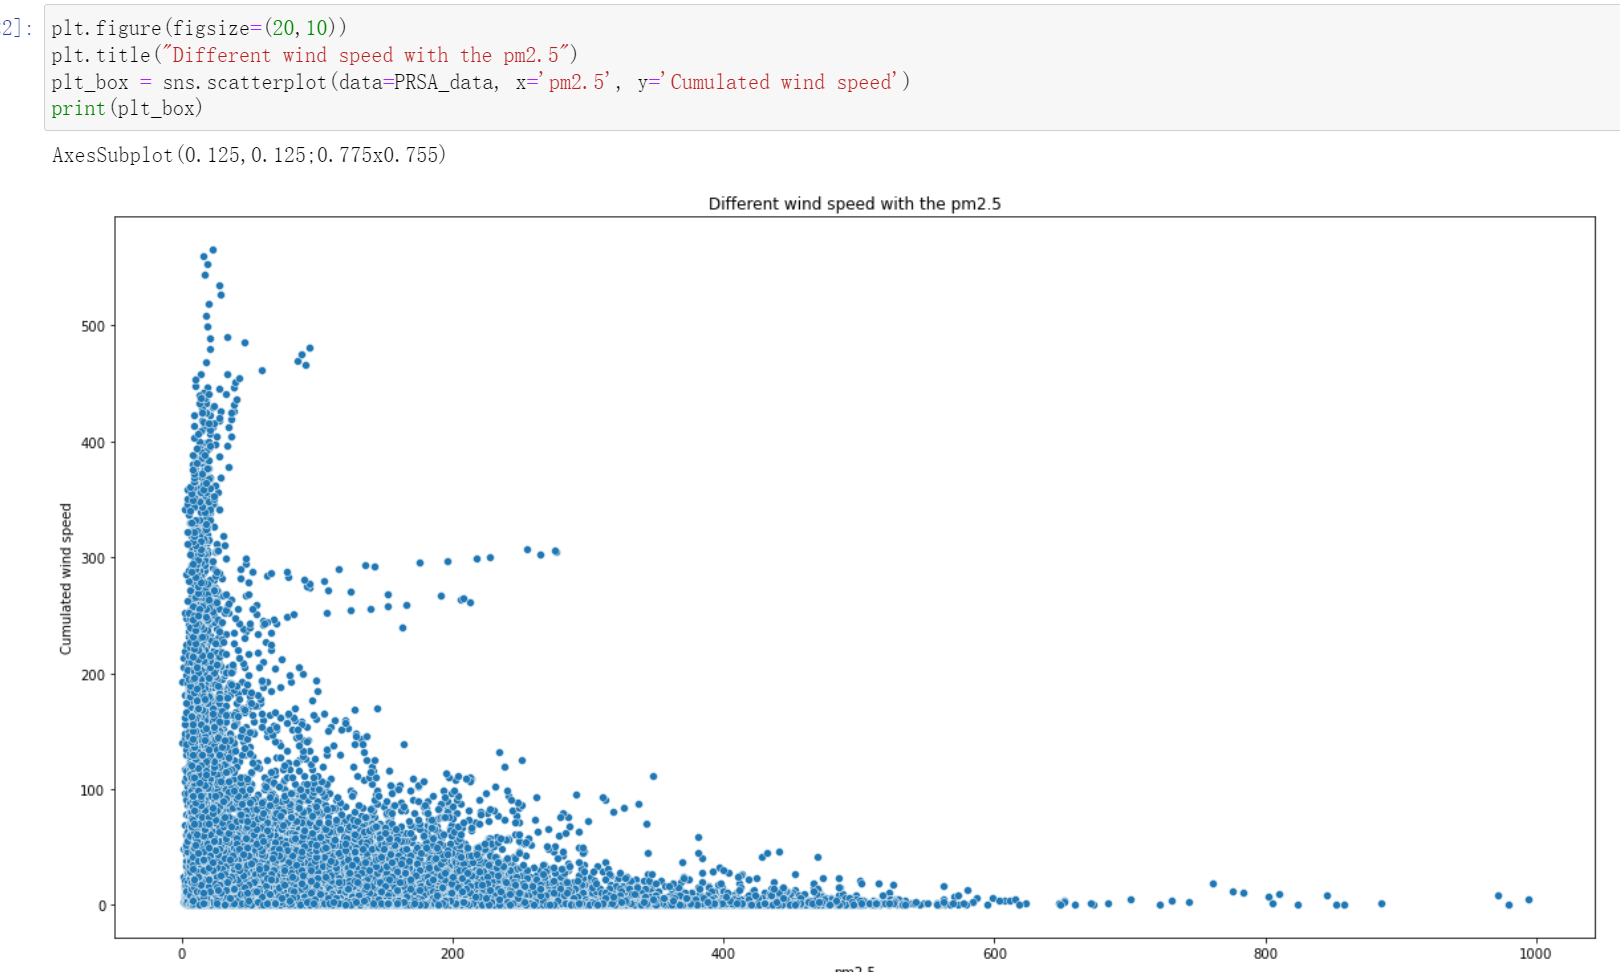 2]:
plt.figure(figsize=(20,10))
plt.title("Different wind speed with the pm2.5")
plt_box = sns.scatterplot(data=PRSA_data, x='pm2.5', y='Cumulated wind speed')
print(plt_box)
AxesSubplot(0.125,0.125;0.775x0.755)
Different wind speed with the pm2.5
500
400
300
200
100
0
Cumulated wind speed
0
200
400
600
800
1000
pm2.5